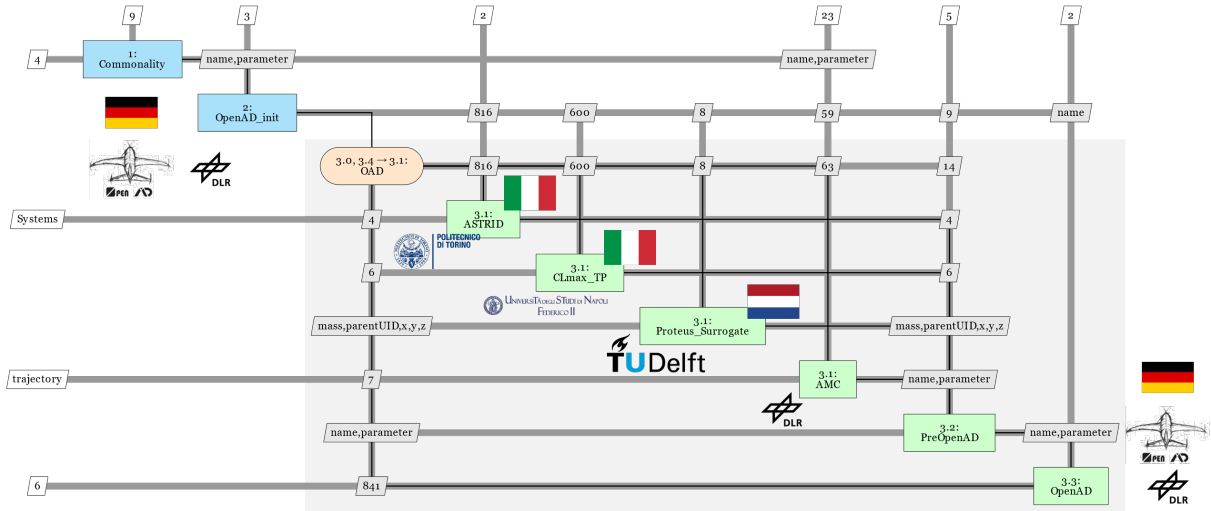 9
3
2
23
5
2
4
1:
Commonality
name,parameter
name,parameter
2:
OpenAD_init
816
600
8
59
9
name
PEN AD
DLR
3.0, 3.4→3.1:
OAD
816
600
8
63
14
Systems
4
3.1:
ASTRID
4
POLITECNICO
DI TORINO
6
3.1:
CLmax_TP
6
UNIVERSITÀ DEGLI STUDI DI NAPOLI
FEDERICO II
mass,parentUID,x,y,z
3.1:
Proteus_Surrogate
mass,parentUID,x,y,z
TUDelft
trajectory
7
3.1:
AMC
name,parameter
DLR
name,parameter
3.2:
PreOpenAD
name,parameter
PEN AD
6
841
3.3:
OpenAD
DLR